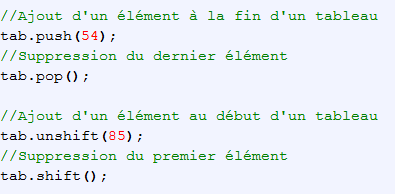 //Ajout d'un élément à la fin d'un tableau
tab.push(54);
//Suppression du dernier élément
tab.pop();
//Ajout d'un élément au début d'un tableau
tab.unshift(85);
//Suppression du premier élément
tab.shift();